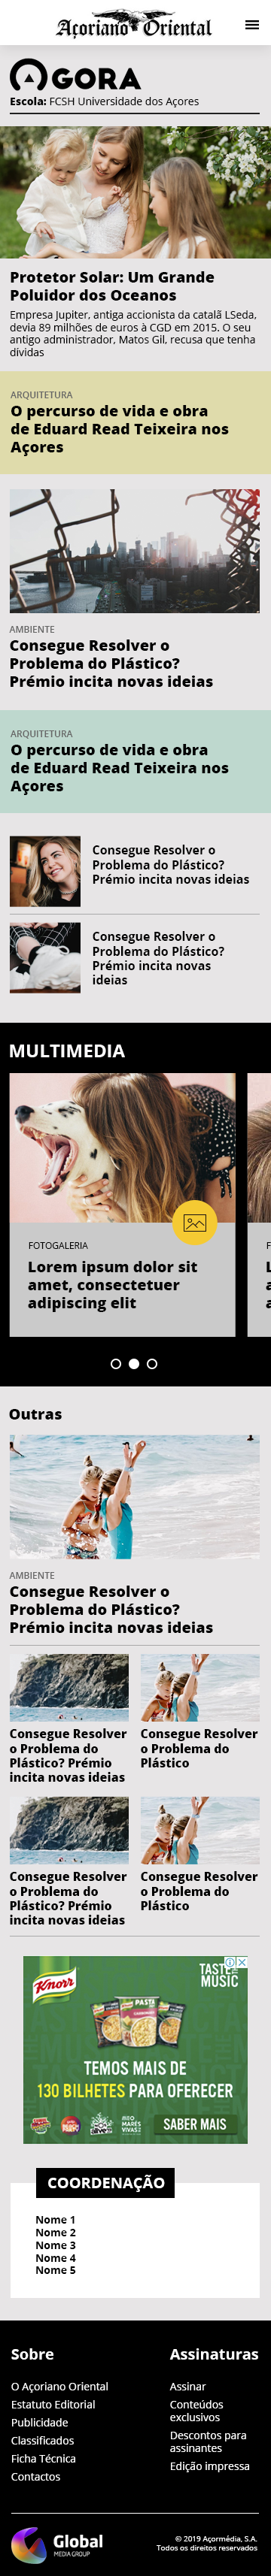 Açoriano Oriental
AGORA
Escola: FCSH Universidade dos Açores
Protetor Solar: Um Grande
Poluidor dos Oceanos
Empresa Jupiter, antiga accionista da catalã LSeda,
devia 89 milhões de euros à CGD em 2015. O seu
antigo administrador, Matos Gil, recusa que tenha
dívidas
ARQUITETURA
O percurso de vida e obra
de Eduard Read Teixeira nos
Açores
AMBIENTE
Consegue Resolver o
Problema do Plástico?
Prémio incita novas ideias
ARQUITETURA
O percurso de vida e obra
de Eduard Read Teixeira nos
Açores
Consegue Resolver o
Problema do Plástico?
Prémio incita novas ideias
Consegue Resolver o
Problema do Plástico?
Prémio incita novas
ideias
MULTIMEDIA
FOTOGALERIA
Lorem ipsum dolor sit
amet, consectetuer
adipiscing elit
Outras
AMBIENTE
Consegue Resolver o
Problema do Plástico?
Prémio incita novas ideias
Consegue Resolver
o Problema do
Plástico? Prémio
incita novas ideias
Consegue Resolver
o Problema do
Plástico
Consegue Resolver
o Problema do
Plástico? Prémio
incita novas ideias
Consegue Resolver
o Problema do
Plástico
Knorr
TASTE
MUSIC
PASTA
TEMOS MAIS DE
130 BILHETES PARA OFERECER
SABER MAIS
COORDENAÇÃO
Nome 1
Nome 2
Nome 3
Nome 4
Nome 5
Sobre
O Açoriano Oriental
Estatuto Editorial
Publicidade
Classificados
Ficha Técnica
Contactos
Assinaturas
Assinar
Conteúdos
exclusivos
Descontos para
assinantes
Edição impressa
Global
MEDIA GROUP
© 2019 Açormédia, S.A.
Todos os direitos reservados